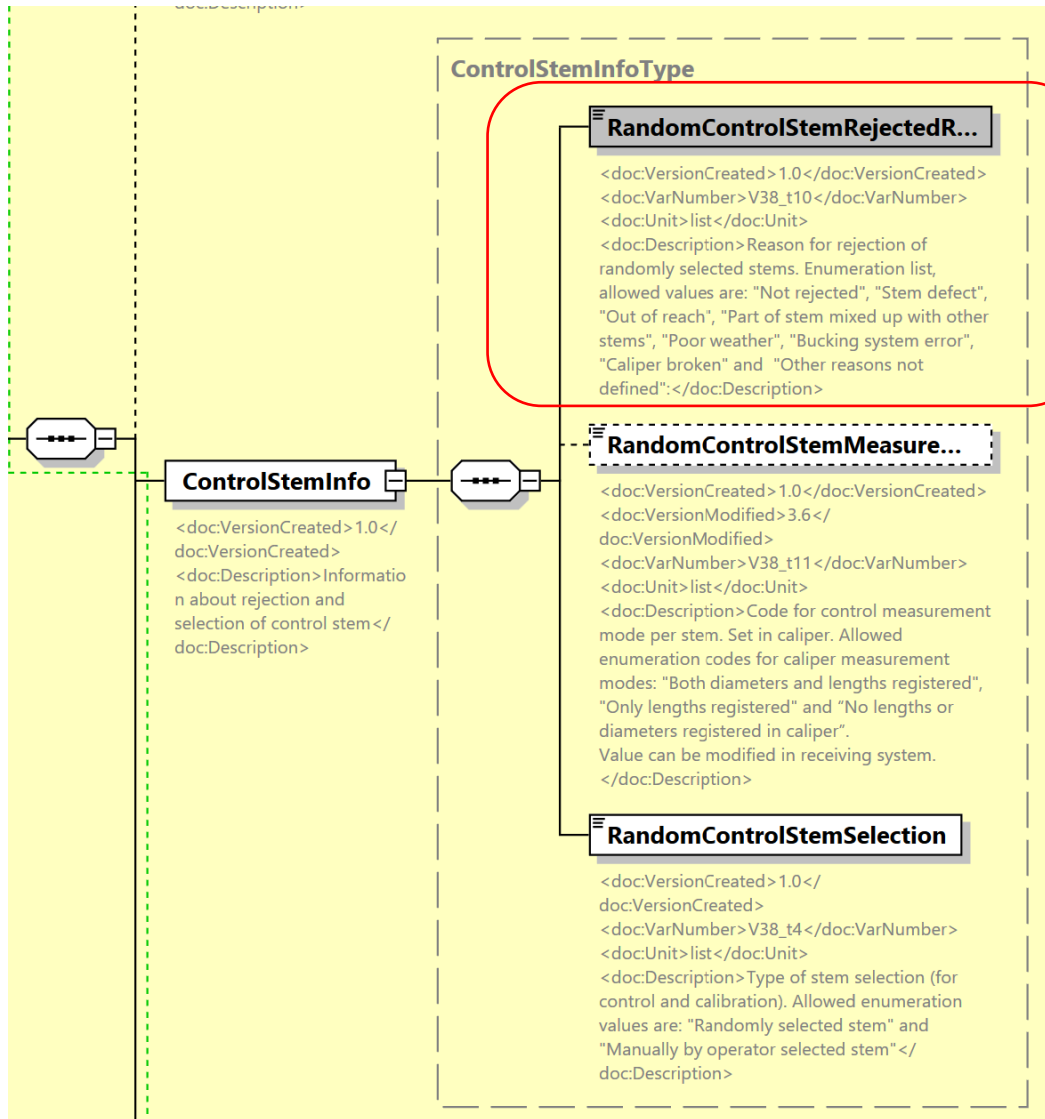 doc:Description>
ControlStemInfoType
RandomControlStemRejectedR...
<doc:VersionCreated>1.0</doc:VersionCreated>
<doc:VarNumber>V38_t10</doc:VarNumber>
<doc:Unit>list</doc:Unit>
<doc:Description>Reason for rejection of
randomly selected stems. Enumeration list,
allowed values are: "Not rejected", "Stem defect",
"Out of reach", "Part of stem mixed up with other
stems", "Poor weather", "Bucking system error",
"Caliper broken" and  "Other reasons not
defined":</doc:Description>
ControlStemInfo
<doc:VersionCreated>1.0</
doc:VersionCreated>
<doc:Description>Informatio
n about rejection and
selection of control stem</
doc:Description>
RandomControlStemMeasure...
<doc:VersionCreated>1.0</doc:VersionCreated>
<doc:VersionModified>3.6</
doc:VersionModified>
<doc:VarNumber>V38_t11</doc:VarNumber>
<doc:Unit>list</doc:Unit>
<doc:Description>Code for control measurement
mode per stem. Set in caliper. Allowed
enumeration codes for caliper measurement
modes: "Both diameters and lengths registered",
"Only lengths registered" and “No lengths or
diameters registered in caliper”.
Value can be modified in receiving system.
</doc:Description>
RandomControlStemSelection
<doc:VersionCreated>1.0</
doc:VersionCreated>
<doc:VarNumber>V38_t4</doc:VarNumber>
<doc:Unit>list</doc:Unit>
<doc:Description>Type of stem selection (for
control and calibration). Allowed enumeration
values are: "Randomly selected stem" and
"Manually by operator selected stem"</
doc:Description>